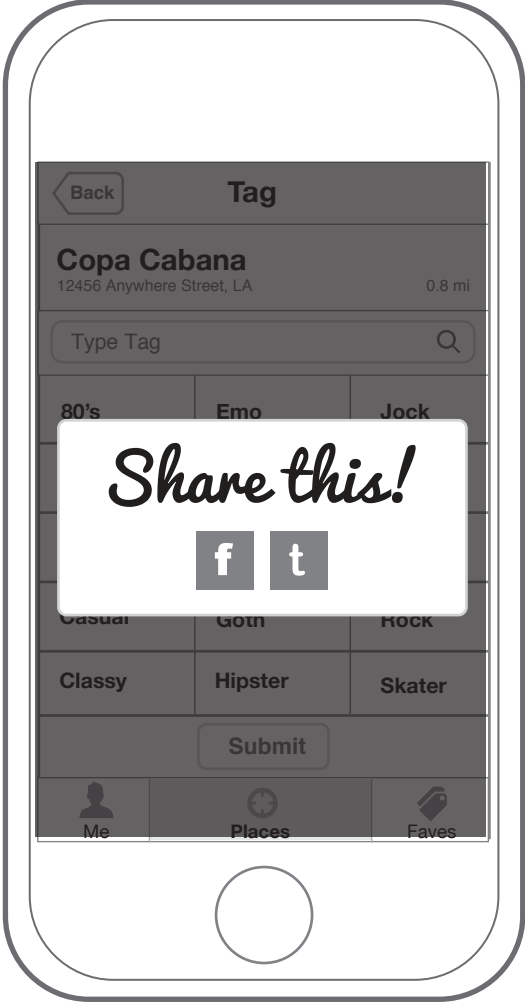 Back Tag
Copa Cabana
12456 Anywhere Street, LA 0.8 mi
Type Tag
80's Emo Jock
Share this!
f t
Casual Goth Rock
Classy Hipster Skater
Submit
Me Places Faves